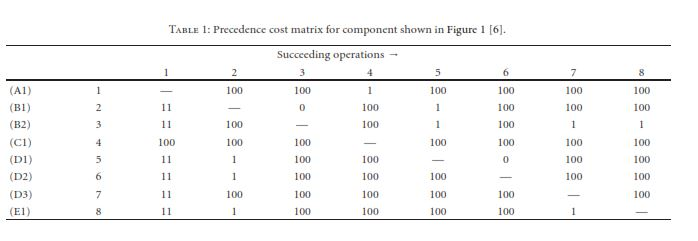 TABLE 1: Precedence cost matrix for component shown in Figure 1 [6].
Succeeding operations →
1 2 3 4 5 6 7 8
(A1) 1 — 100 100 1 100 100 100 100
(B1) 2 11 — 0 100 1 100 100 100
(B2) 3 11 100 — 100 1 100 1 1
(C1) 4 100 100 100 — 100 100 100 100
(D1) 5 11 1 100 100 — 0 100 100
(D2) 6 11 1 100 100 100 — 100 100
(D3) 7 11 100 100 100 100 100 — 100
(E1) 8 11 1 100 100 100 100 1 —